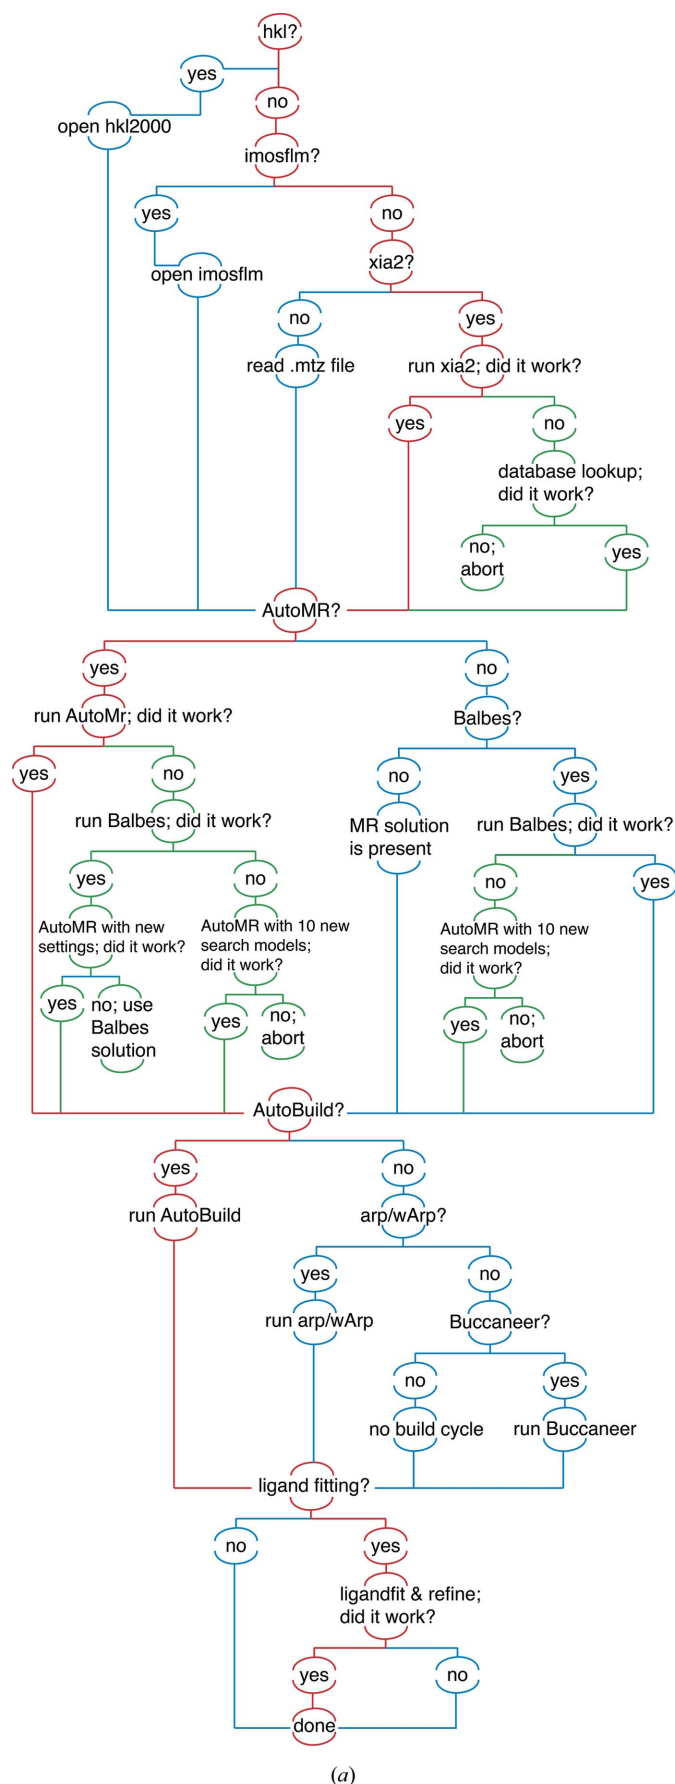 hkl?
yes
no
open hkl2000
imosflm?
yes
no
open imosflm
xia2?
no
yes
read .mtz file
run xia2; did it work?
yes
no
database lookup;
did it work?
no;
abort
yes
AutoMR?
yes
no
run AutoMr; did it work?
Balbes?
yes
no
no
yes
run Balbes; did it work?
MR solution
is present
run Balbes; did it work?
yes
no
no
yes
AutoMR with new
settings; did it work?
AutoMR with 10 new
search models;
did it work?
AutoMR with 10 new
search models;
did it work?
yes
no; use
Balbes
solution
yes
no;
abort
yes
no;
abort
AutoBuild?
yes
no
run AutoBuild
arp/wArp?
yes
no
run arp/wArp
Buccaneer?
no
yes
no build cycle
run Buccaneer
ligand fitting?
no
yes
ligandfit & refine;
did it work?
yes
no
done
(a)